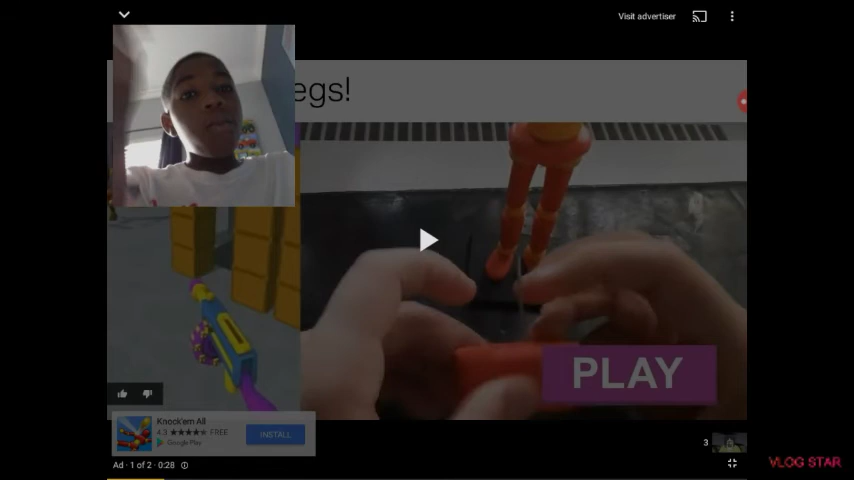 Visit advertiser
egs!
PLAY
Knock'em All
4.3 ★★★★★ FREE
Google Play
INSTALL
3
Ad · 1 of 2 · 0:28
VLOG STAR